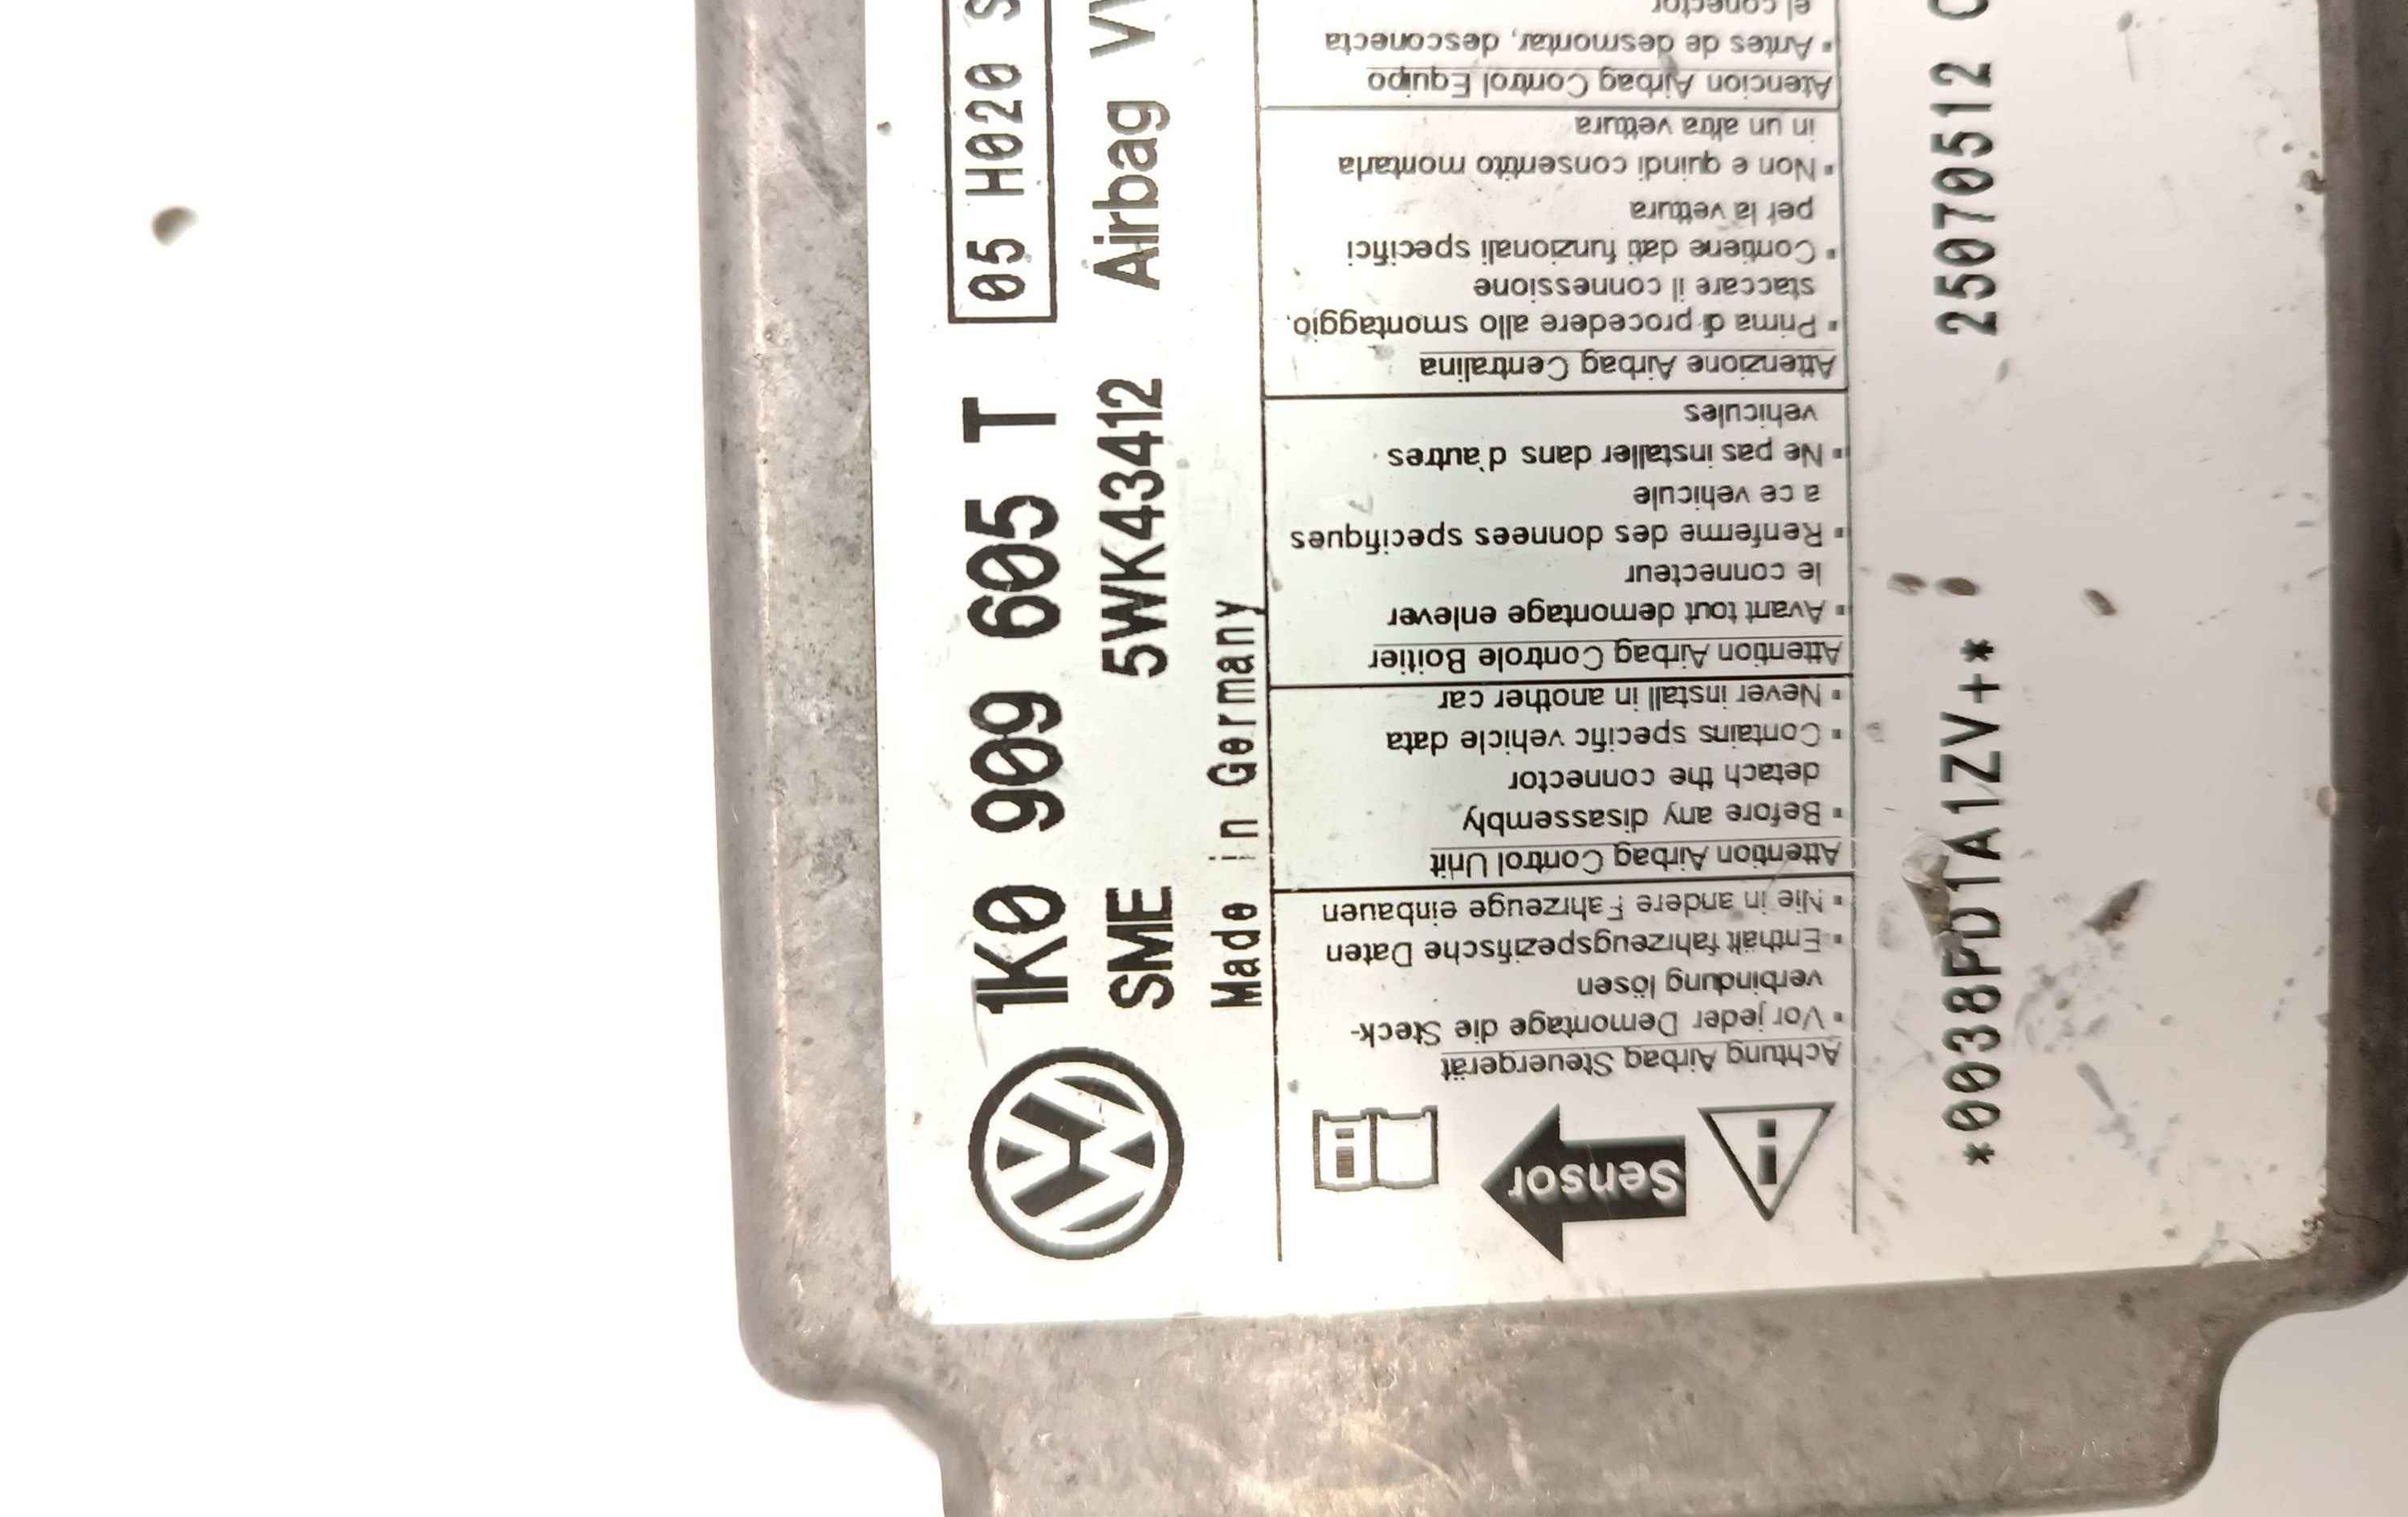 1K0 909 605 T 05 H020 S
SME 5WK43412 Airbag VW
Made in Germany
Sensor
Achtung Airbag Steuergerät
▪ Vor jeder Demontage die Steck-
verbindung lösen
▪ Enthält fahrzeugspezifische Daten
▪ Nie in andere Fahrzeuge einbauen
Attention Airbag Control Unit
▪ Before any disassembly
detach the connector
▪ Contains specific vehicle data
▪ Never install in another car
Attention Airbag Controle Boitier
▪ Avant tout demontage enlever
le connecteur
▪ Renferme des donnees specifiques
a ce vehicule
▪ Ne pas installer dans d'autres
vehicules
Attenzione Airbag Centralina
▪ Prima di procedere allo smontaggio,
staccare il connessione
▪ Contiene dati funzionali specifici
per la vettura
▪ Non e quindi consentito montarla
in un altra vettura
Atencion Airbag Control Equipo
▪ Antes de desmontar, desconecta
el conector
*0038FD1A1ZV+* 25070512